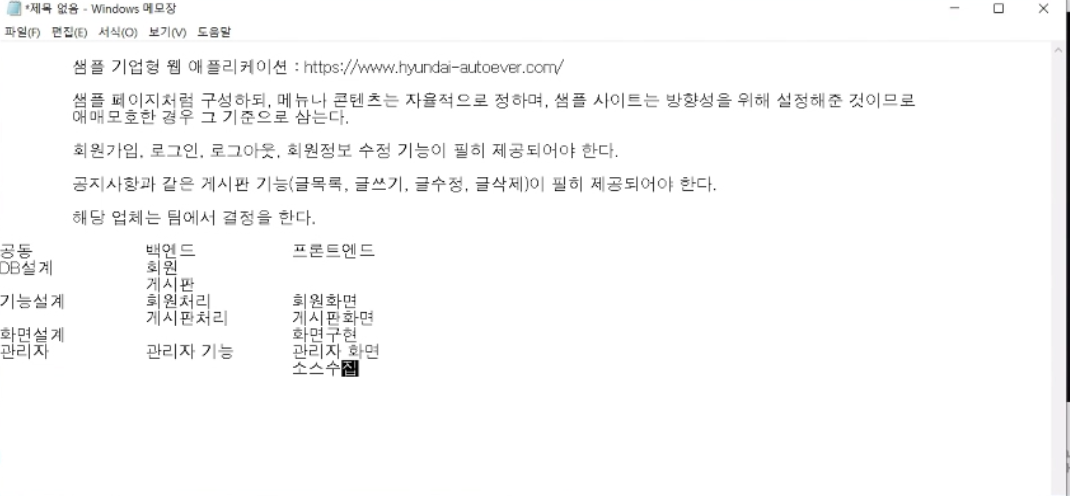 *제목 없음 - Windows 메모장
파일(F) 편집(E) 서식(O) 보기(V) 도움말
샘플 기업형 웹 애플리케이션 : https://www.hyundai-autoever.com/
샘플 페이지처럼 구성하되, 메뉴나 콘텐츠는 자율적으로 정하며, 샘플 사이트는 방향성을 위해 설정해준 것이므로
애매모호한 경우 그 기준으로 삼는다.
회원가입, 로그인, 로그아웃, 회원정보 수정 기능이 필히 제공되어야 한다.
공지사항과 같은 게시판 기능(글목록, 글쓰기, 글수정, 글삭제)이 필히 제공되어야 한다.
해당 업체는 팀에서 결정을 한다.
공동 백엔드 프론트엔드
DB설계 회원
게시판
기능설계 회원처리 회원화면
게시판처리 게시판화면
화면설계 화면구현
관리자 관리자 기능 관리자 화면
소스수집